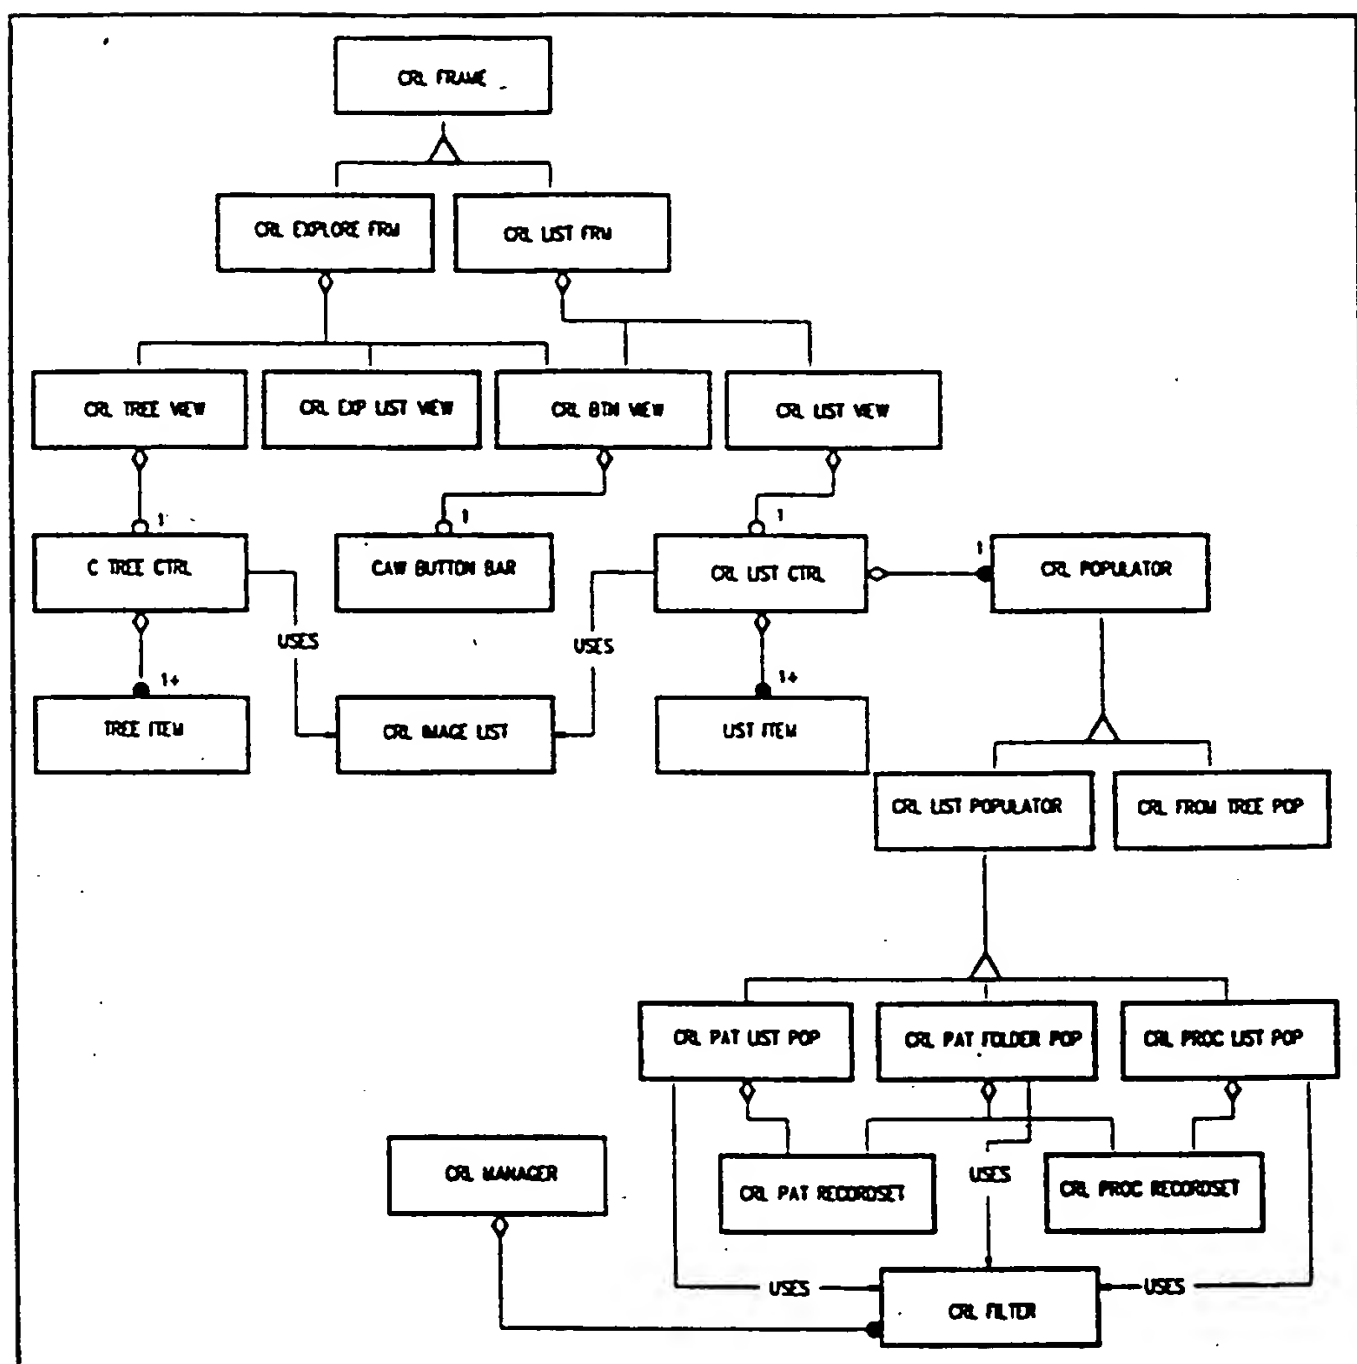 CRL FRAME
CRL EXPLORE FRM
CRL LIST FRM
CRL TREE VIEW
CRL EXP LIST VIEW
CRL BTN VIEW
CRL LIST VIEW
1
1
1
1
C TREE CTRL
CAW BUTTON BAR
CRL LIST CTRL
CRL POPULATOR
USES
USES
1+
1+
TREE ITEM
CRL IMAGE LIST
LIST ITEM
CRL LIST POPULATOR
CRL FROM TREE POP
CRL PAT LIST POP
CRL PAT FOLDER POP
CRL PROC LIST POP
CRL MANAGER
USES
CRL PAT RECORDSET
CRL PROC RECORDSET
USES
USES
CRL FILTER